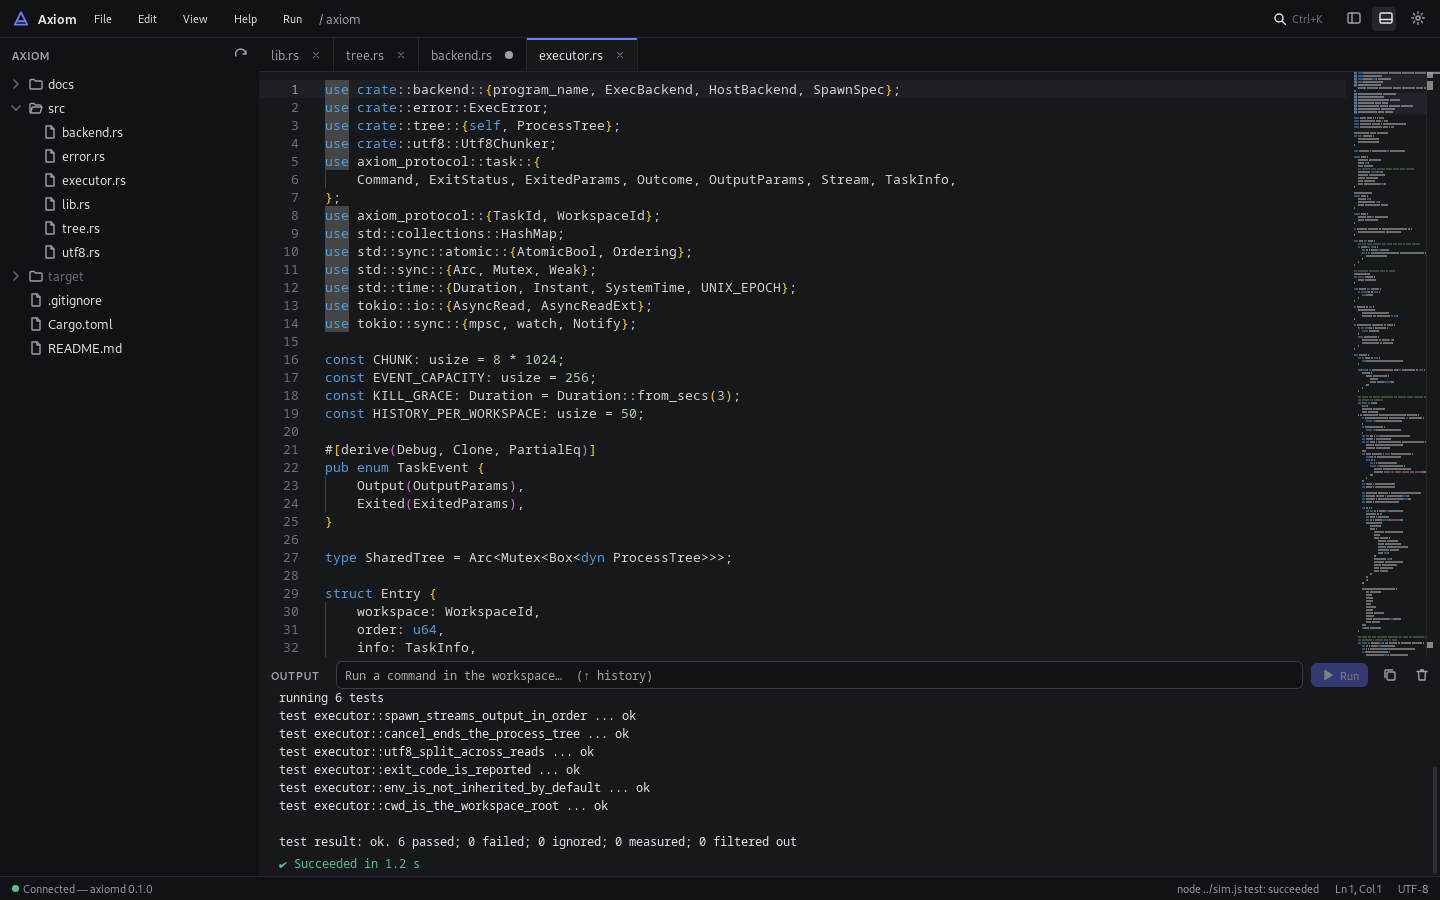 Axiom File Edit View Help Run / axiom Ctrl+K
AXIOM
docs
src
backend.rs
error.rs
executor.rs
lib.rs
tree.rs
utf8.rs
target
.gitignore
Cargo.toml
README.md
lib.rs tree.rs backend.rs executor.rs
1 use crate::backend::{program_name, ExecBackend, HostBackend, SpawnSpec};
2 use crate::error::ExecError;
3 use crate::tree::{self, ProcessTree};
4 use crate::utf8::Utf8Chunker;
5 use axiom_protocol::task::{
6 Command, ExitStatus, ExitedParams, Outcome, OutputParams, Stream, TaskInfo,
7 };
8 use axiom_protocol::{TaskId, WorkspaceId};
9 use std::collections::HashMap;
10 use std::sync::atomic::{AtomicBool, Ordering};
11 use std::sync::{Arc, Mutex, Weak};
12 use std::time::{Duration, Instant, SystemTime, UNIX_EPOCH};
13 use tokio::io::{AsyncRead, AsyncReadExt};
14 use tokio::sync::{mpsc, watch, Notify};
15
16 const CHUNK: usize = 8 * 1024;
17 const EVENT_CAPACITY: usize = 256;
18 const KILL_GRACE: Duration = Duration::from_secs(3);
19 const HISTORY_PER_WORKSPACE: usize = 50;
20
21 #[derive(Debug, Clone, PartialEq)]
22 pub enum TaskEvent {
23 Output(OutputParams),
24 Exited(ExitedParams),
25 }
26
27 type SharedTree = Arc<Mutex<Box<dyn ProcessTree>>>;
28
29 struct Entry {
30 workspace: WorkspaceId,
31 order: u64,
32 info: TaskInfo,
OUTPUT Run a command in the workspace… (↑ history) Run
running 6 tests
test executor::spawn_streams_output_in_order ... ok
test executor::cancel_ends_the_process_tree ... ok
test executor::utf8_split_across_reads ... ok
test executor::exit_code_is_reported ... ok
test executor::env_is_not_inherited_by_default ... ok
test executor::cwd_is_the_workspace_root ... ok
test result: ok. 6 passed; 0 failed; 0 ignored; 0 measured; 0 filtered out
✔ Succeeded in 1.2 s
Connected — axiomd 0.1.0 node ../sim.js test: succeeded Ln 1, Col 1 UTF-8